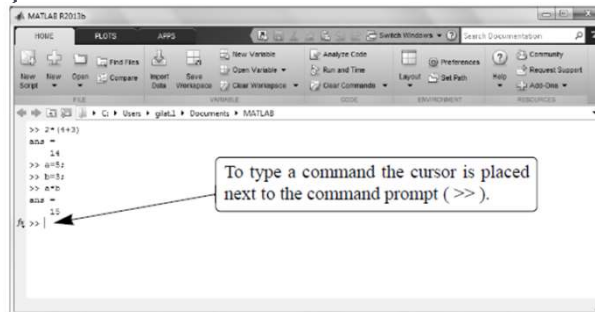 MATLAB R2013b
HOME PLOTS APPS Switch Windows Search Documentation
New Script New Open Find Files Compare Import Data Save Workspace New Variable Open Variable Clear Workspace Analyze Code Run and Time Clear Commands Layout Preferences Set Path Help Community Request Support Add-Ons
FILE VARIABLE CODE ENVIRONMENT RESOURCES
C: Users gilat.1 Documents MATLAB
>> 2*(4+3)
ans =
14
>> a=5;
>> b=3;
>> a*b
ans =
15
fx >>
To type a command the cursor is placed
next to the command prompt ( >> ).